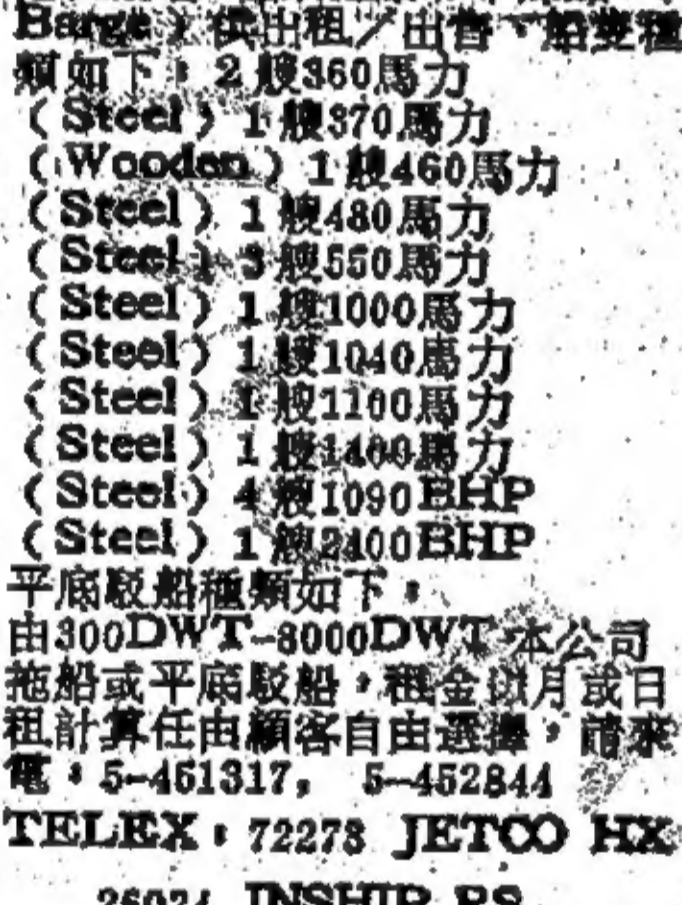 Barge）供出租／出售，船隻種
類如下：2艘360馬力
（Steel）1艘370馬力
（Wooden）1艘460馬力
（Steel）1艘480馬力
（Steel）3艘550馬力
（Steel）1艘1000馬力
（Steel）1艘1040馬力
（Steel）1艘1100馬力
（Steel）1艘1400馬力
（Steel）4艘1090BHP
（Steel）1艘2400BHP
平底駁船種類如下：
由300DWT-8000DWT本公司
拖船或平底駁船，租金以月或日
租計算任由顧客自由選擇，請來
電：5-461317， 5-452844
TELEX：72278 JETCO HX
INSHIP RS